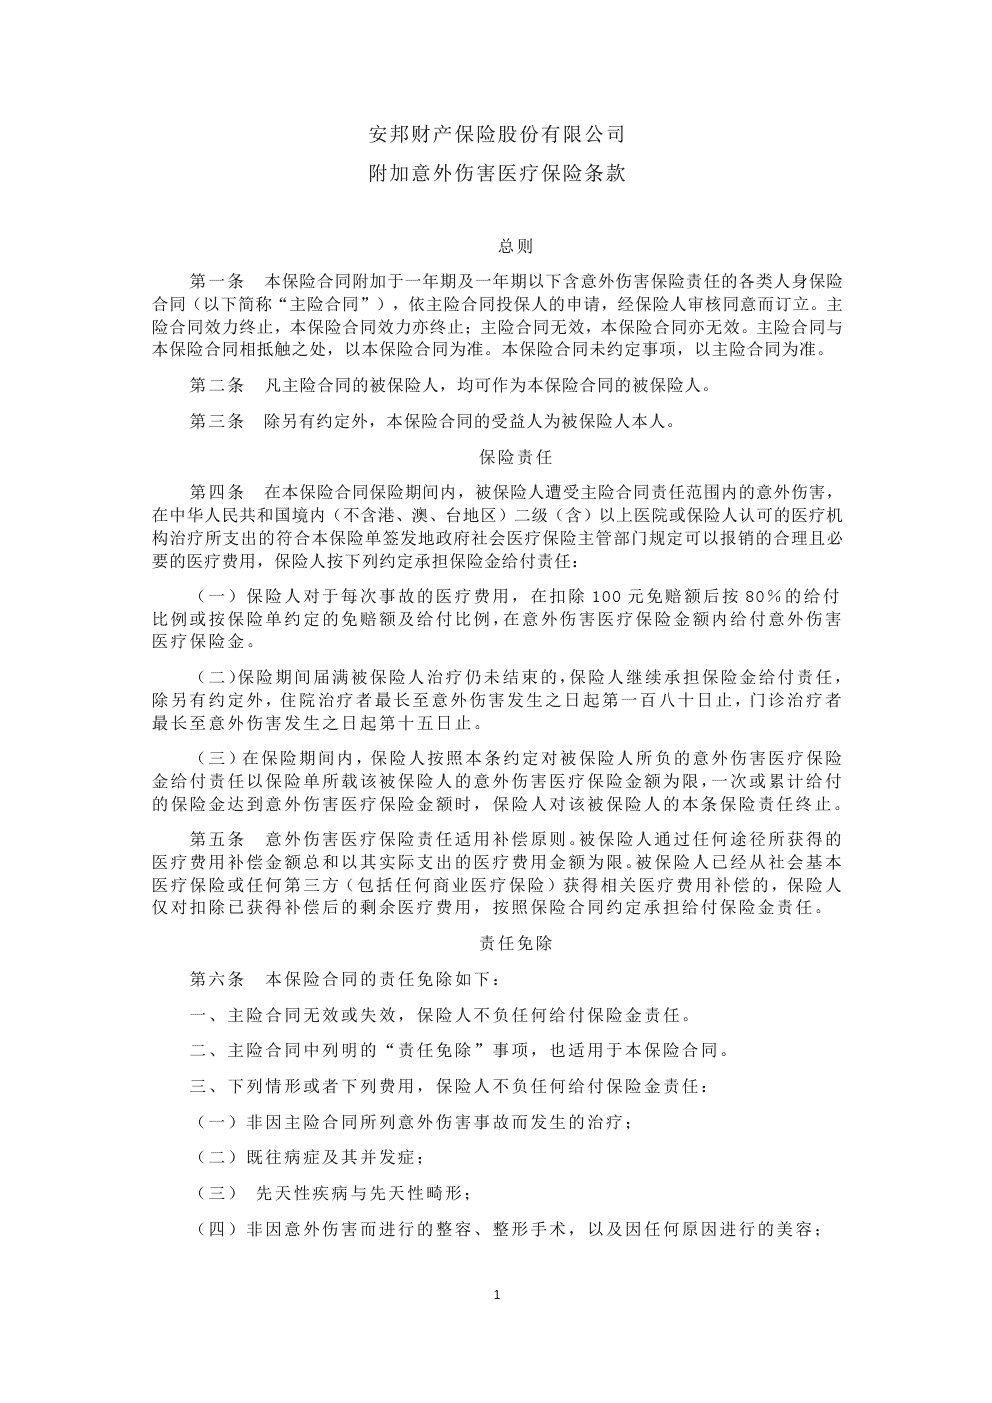 安邦财产保险股份有限公司
附加意外伤害医疗保险条款
总则
第一条　本保险合同附加于一年期及一年期以下含意外伤害保险责任的各类人身保险
合同（以下简称“主险合同”），依主险合同投保人的申请，经保险人审核同意而订立。主
险合同效力终止，本保险合同效力亦终止；主险合同无效，本保险合同亦无效。主险合同与
本保险合同相抵触之处，以本保险合同为准。本保险合同未约定事项，以主险合同为准。
第二条　凡主险合同的被保险人，均可作为本保险合同的被保险人。
第三条　除另有约定外，本保险合同的受益人为被保险人本人。
保险责任
第四条　在本保险合同保险期间内，被保险人遭受主险合同责任范围内的意外伤害，
在中华人民共和国境内（不含港、澳、台地区）二级（含）以上医院或保险人认可的医疗机
构治疗所支出的符合本保险单签发地政府社会医疗保险主管部门规定可以报销的合理且必
要的医疗费用，保险人按下列约定承担保险金给付责任：
（一）保险人对于每次事故的医疗费用，在扣除 100 元免赔额后按 80％的给付
比例或按保险单约定的免赔额及给付比例，在意外伤害医疗保险金额内给付意外伤害
医疗保险金。
（二）保险期间届满被保险人治疗仍未结束的，保险人继续承担保险金给付责任，
除另有约定外，住院治疗者最长至意外伤害发生之日起第一百八十日止，门诊治疗者
最长至意外伤害发生之日起第十五日止。
（三）在保险期间内，保险人按照本条约定对被保险人所负的意外伤害医疗保险
金给付责任以保险单所载该被保险人的意外伤害医疗保险金额为限，一次或累计给付
的保险金达到意外伤害医疗保险金额时，保险人对该被保险人的本条保险责任终止。
第五条　意外伤害医疗保险责任适用补偿原则。被保险人通过任何途径所获得的
医疗费用补偿金额总和以其实际支出的医疗费用金额为限。被保险人已经从社会基本
医疗保险或任何第三方（包括任何商业医疗保险）获得相关医疗费用补偿的，保险人
仅对扣除已获得补偿后的剩余医疗费用，按照保险合同约定承担给付保险金责任。
责任免除
第六条　本保险合同的责任免除如下：
一、主险合同无效或失效，保险人不负任何给付保险金责任。
二、主险合同中列明的“责任免除”事项，也适用于本保险合同。
三、下列情形或者下列费用，保险人不负任何给付保险金责任：
（一）非因主险合同所列意外伤害事故而发生的治疗；
（二）既往病症及其并发症；
（三） 先天性疾病与先天性畸形；
（四）非因意外伤害而进行的整容、整形手术，以及因任何原因进行的美容；
1